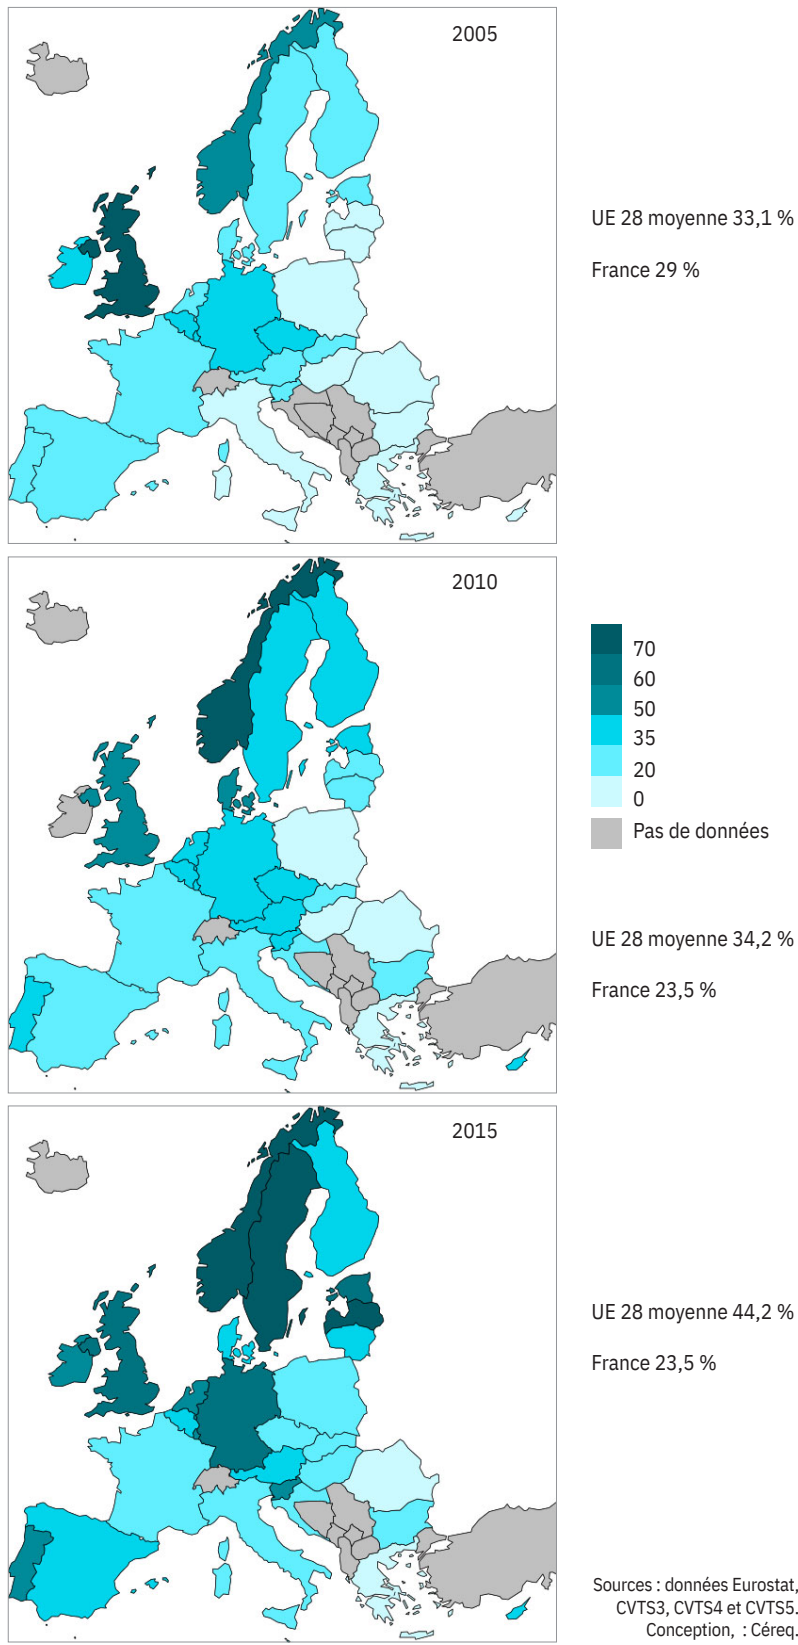 2005
UE 28 moyenne 33,1 %
France 29 %
2010
70
60
50
35
20
0
Pas de données
UE 28 moyenne 34,2 %
France 23,5 %
2015
UE 28 moyenne 44,2 %
France 23,5 %
Sources : données Eurostat,
CVTS3, CVTS4 et CVTS5.
Conception, : Céreq.